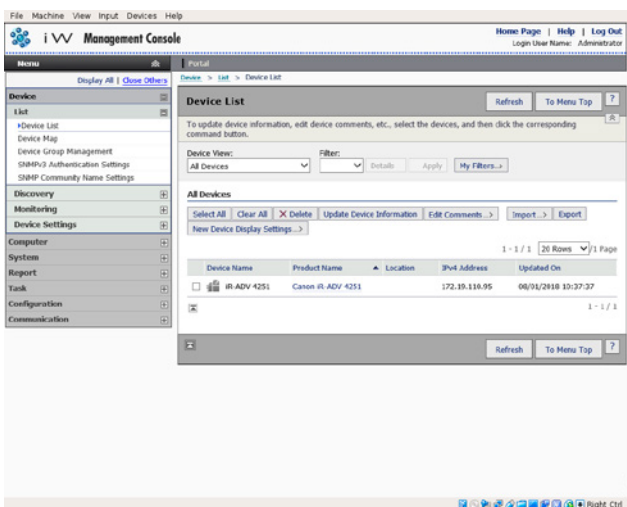 File Machine View Input Devices Help
iW Management Console
Home Page | Help | Log Out
Login User Name: Administrator
Menu
Portal
Display All | Close Others
Device > List > Device List
Device
List
Device List
Device Map
Device Group Management
SNMPv3 Authentication Settings
SNMP Community Name Settings
Discovery
Monitoring
Device Settings
Computer
System
Report
Task
Configuration
Communication
Device List
Refresh
To Menu Top
?
To update device information, edit device comments, etc., select the devices, and then click the corresponding
command button.
Device View:
Filter:
All Devices
Details
Apply
My Filters...>
All Devices
Select All
Clear All
Delete
Update Device Information
Edit Comments...>
Import...>
Export
New Device Display Settings...>
1 - 1 / 1 20 Rows /1 Page
Device Name Product Name ▲ Location IPv4 Address Updated On
iR-ADV 4251 Canon iR-ADV 4251 172.19.110.95 08/01/2018 10:37:37
1 - 1 / 1
Refresh
To Menu Top
?
Right Ctrl